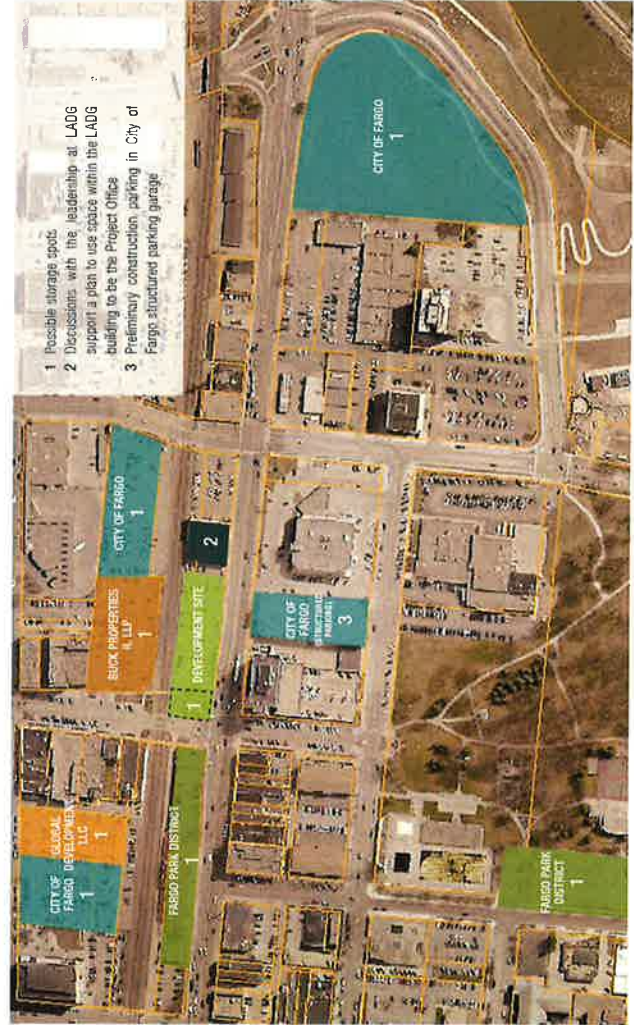 1 Possible storage spots
2 Discussions with the leadership at LADG
support a plan to use space within the LADG
building to be the Project Office
3 Preliminary construction parking in City of
Fargo structured parking garage
CITY OF
FARGO
1
GLOBAL
DEVELOPMENT
LLC
1
BUCK PROPERTIES
II, LLP
1
CITY OF FARGO
1
FARGO PARK DISTRICT
1
1
DEVELOPMENT SITE
2
CITY OF
FARGO
STRUCTURED
PARKING
3
CITY OF FARGO
1
FARGO PARK
DISTRICT
1